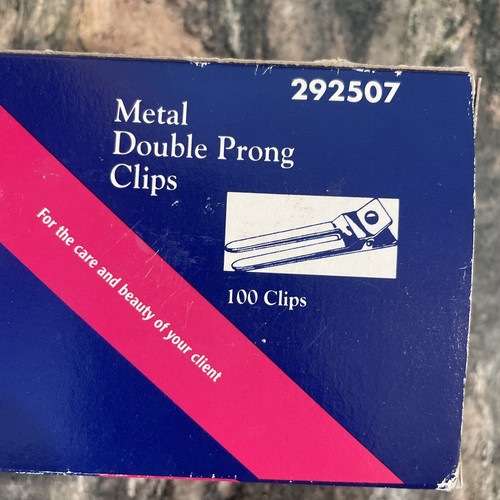 292507
Metal
Double Prong
Clips
100 Clips
For the care and beauty of your client